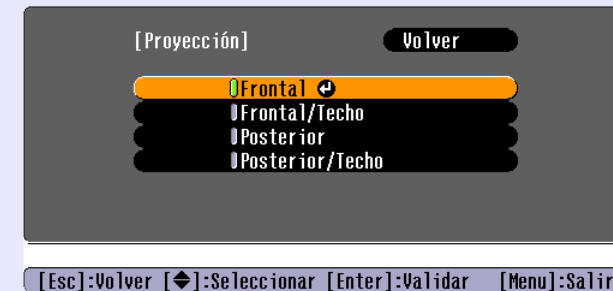 [Proyección] Volver
Frontal
Frontal/Techo
Posterior
Posterior/Techo
[Esc]:Volver [◆]:Seleccionar [Enter]:Validar [Menu]:Salir